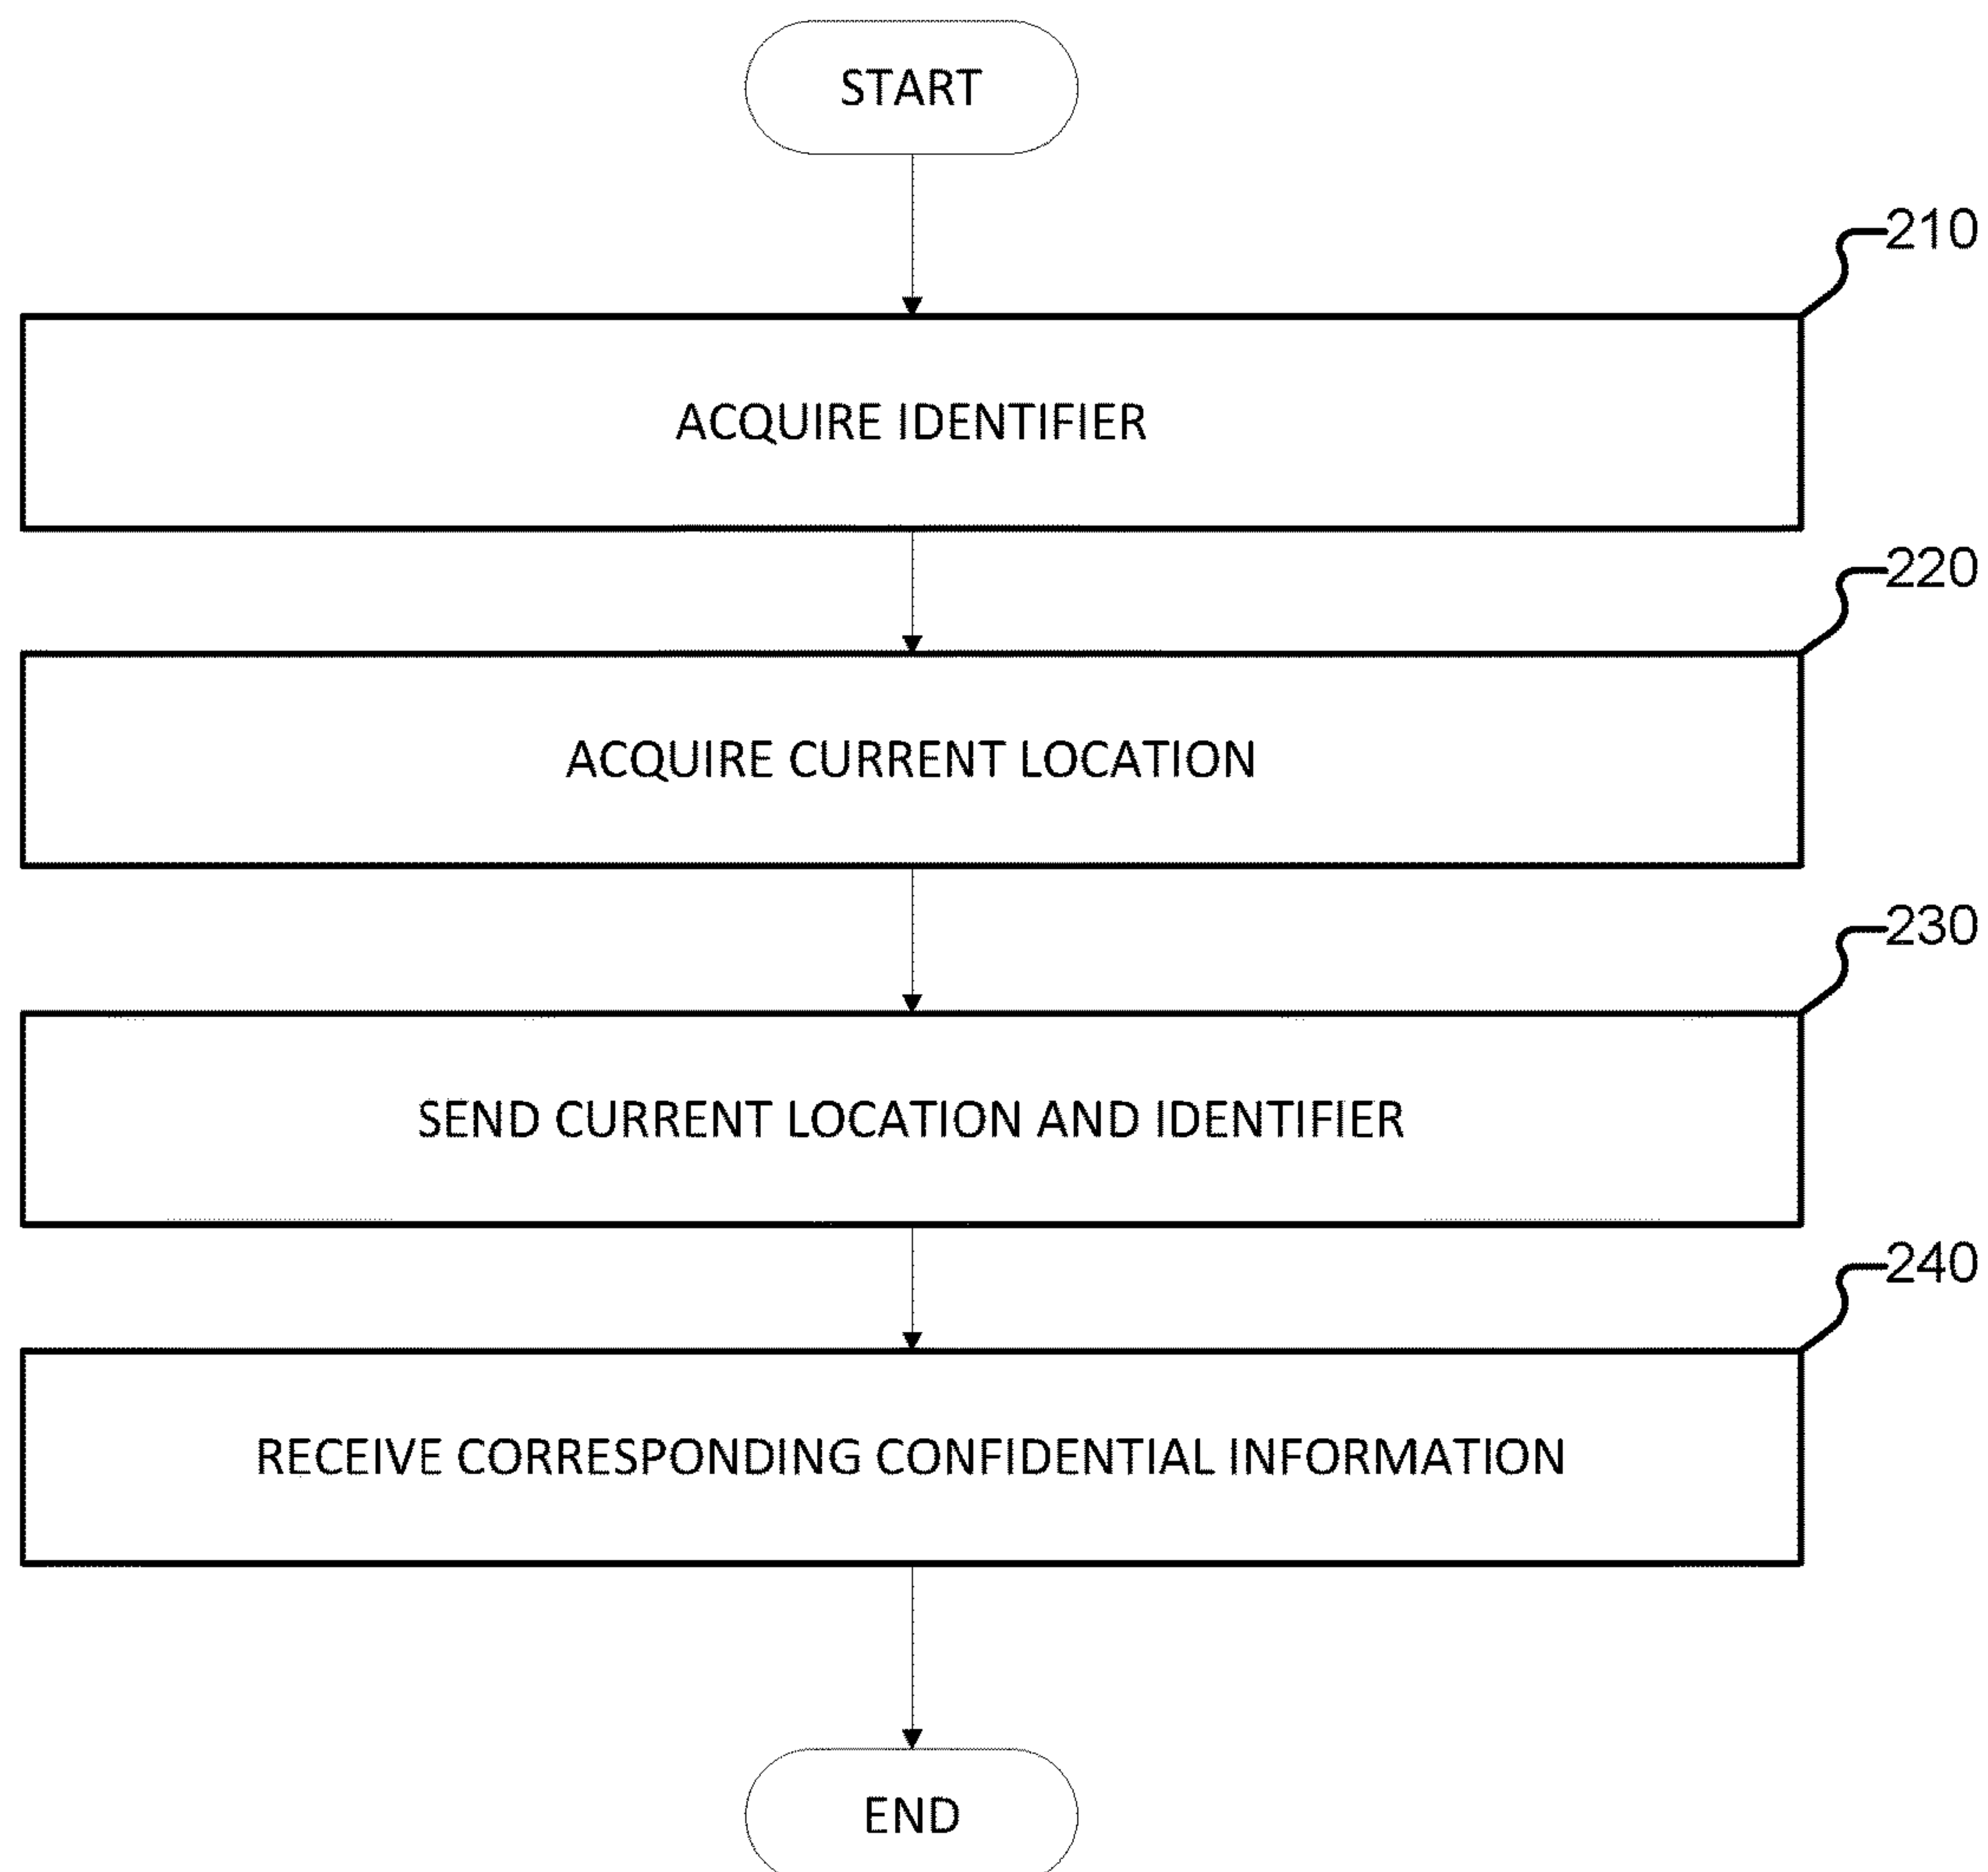 START
210
ACQUIRE IDENTIFIER
220
ACQUIRE CURRENT LOCATION
230
SEND CURRENT LOCATION AND IDENTIFIER
240
RECEIVE CORRESPONDING CONFIDENTIAL INFORMATION
END